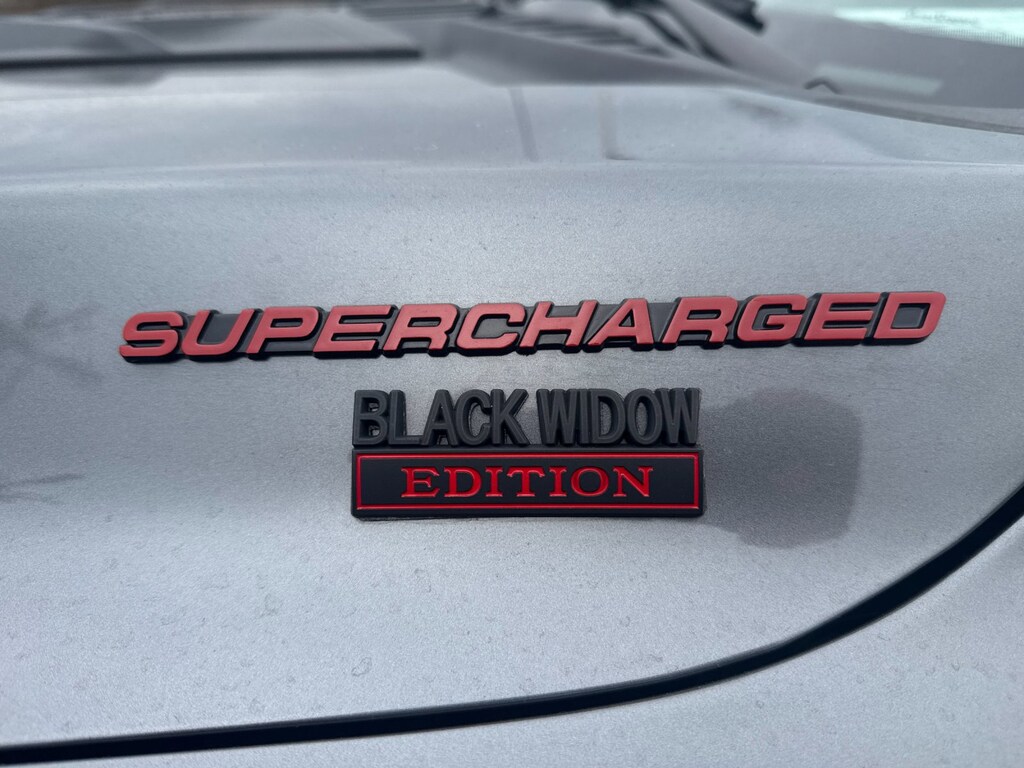 SUPERCHARGED
BLACK WIDOW
EDITION